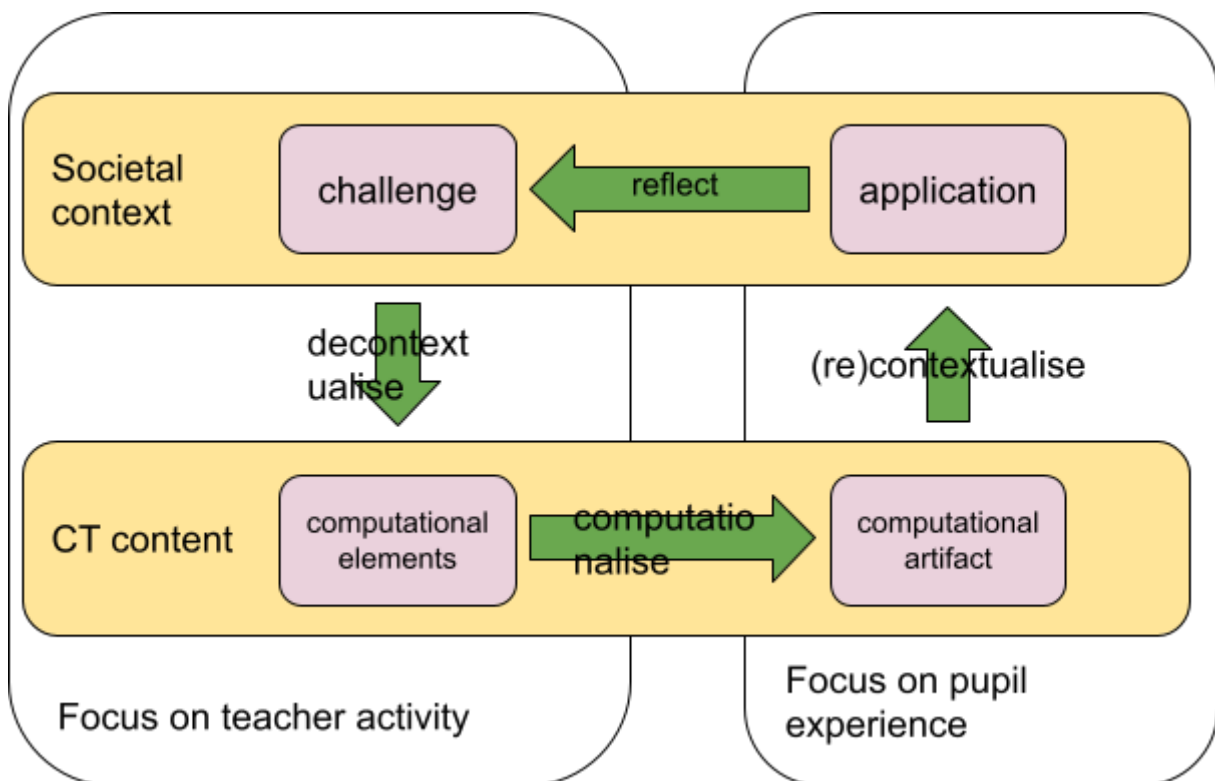 Societal
context
challenge
reflect
application
decontext
ualise
(re)contextualise
CT content
computational
elements
computatio
nalise
computational
artifact
Focus on teacher activity
Focus on pupil
experience